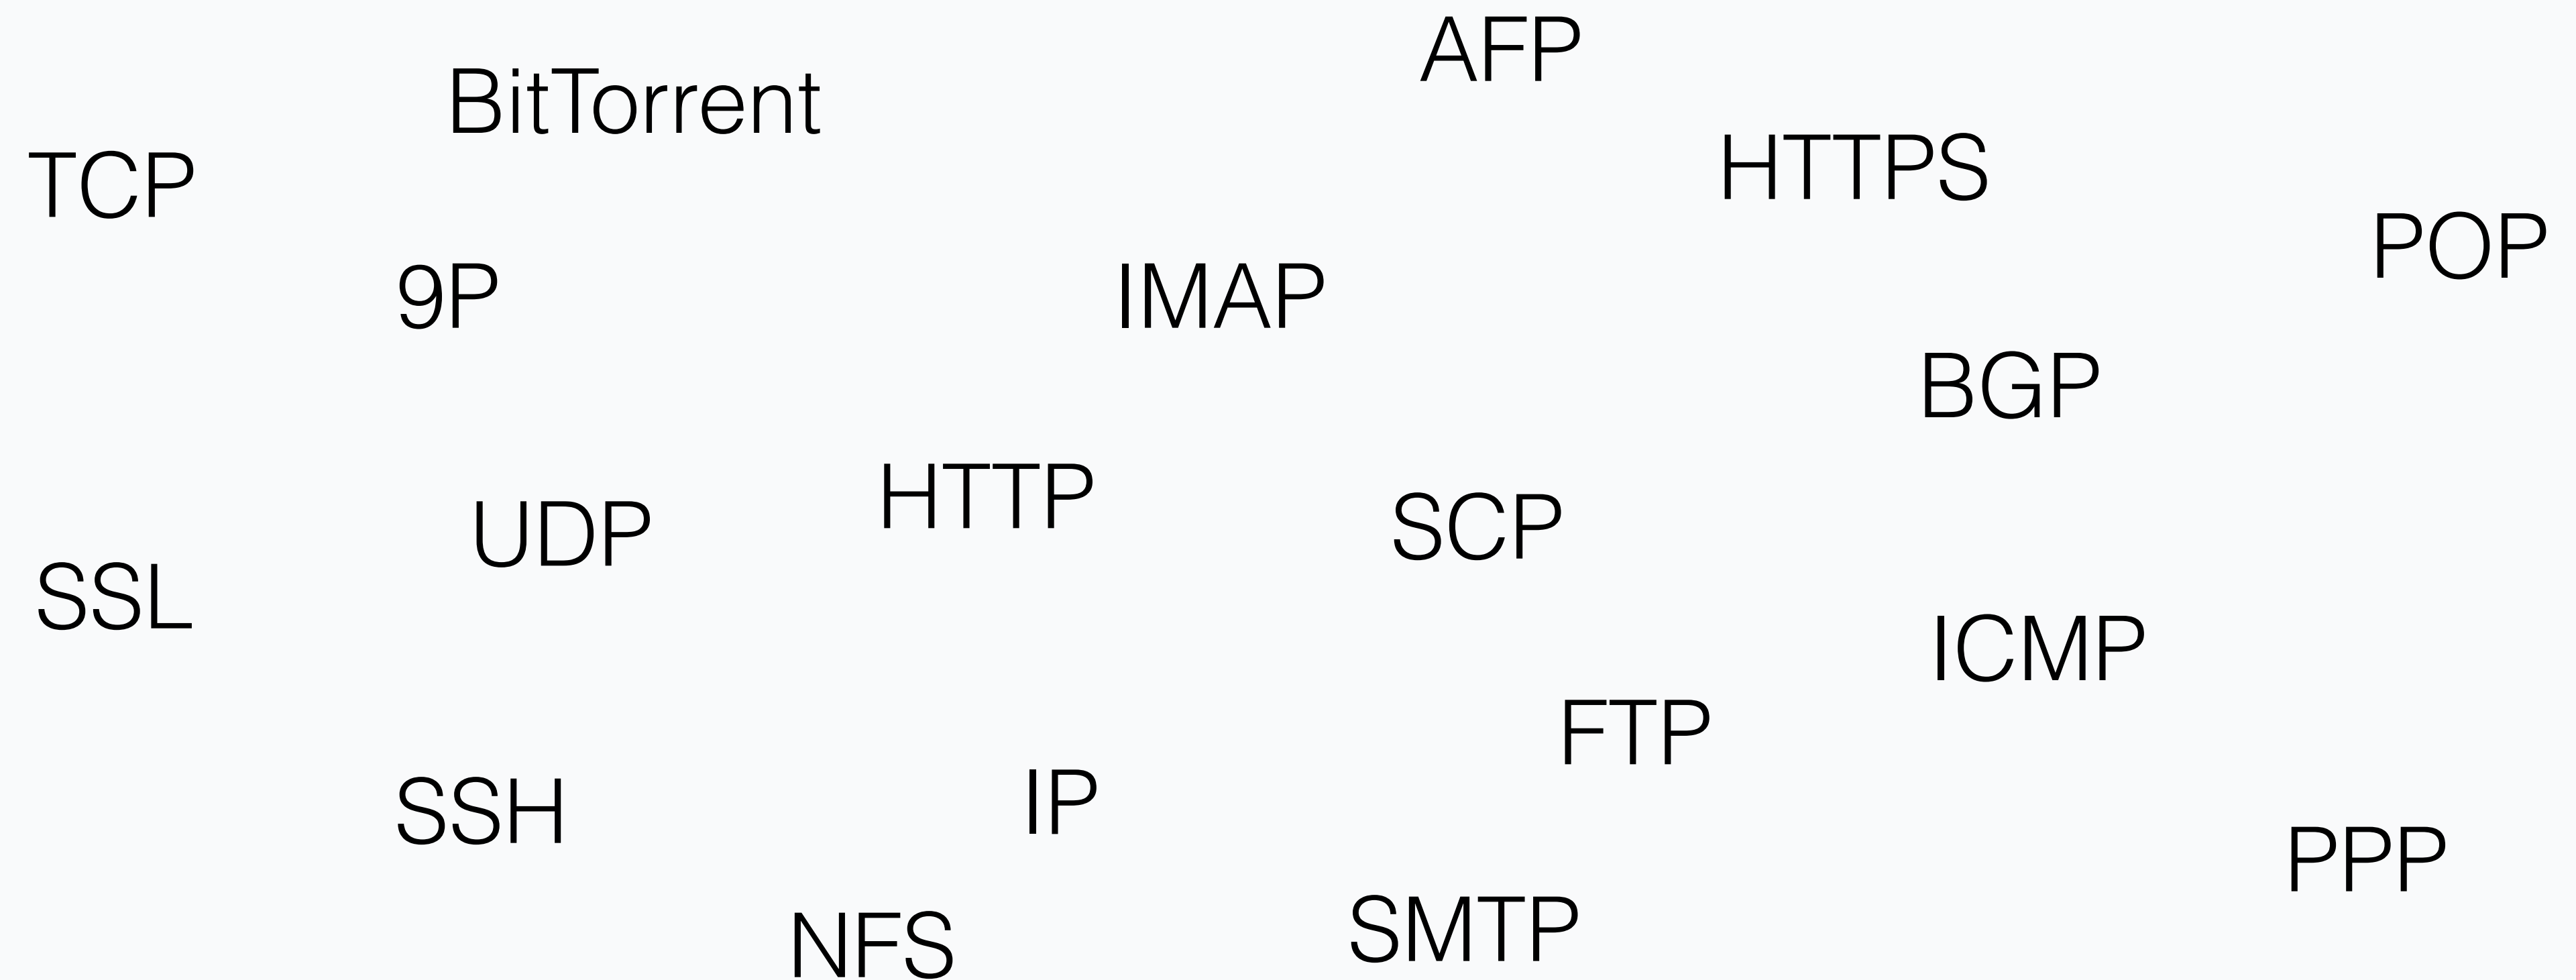 AFP
BitTorrent
HTTPS
TCP
POP
9P
IMAP
BGP
HTTP
SCP
UDP
SSL
ICMP
FTP
IP
SSH
PPP
SMTP
NFS